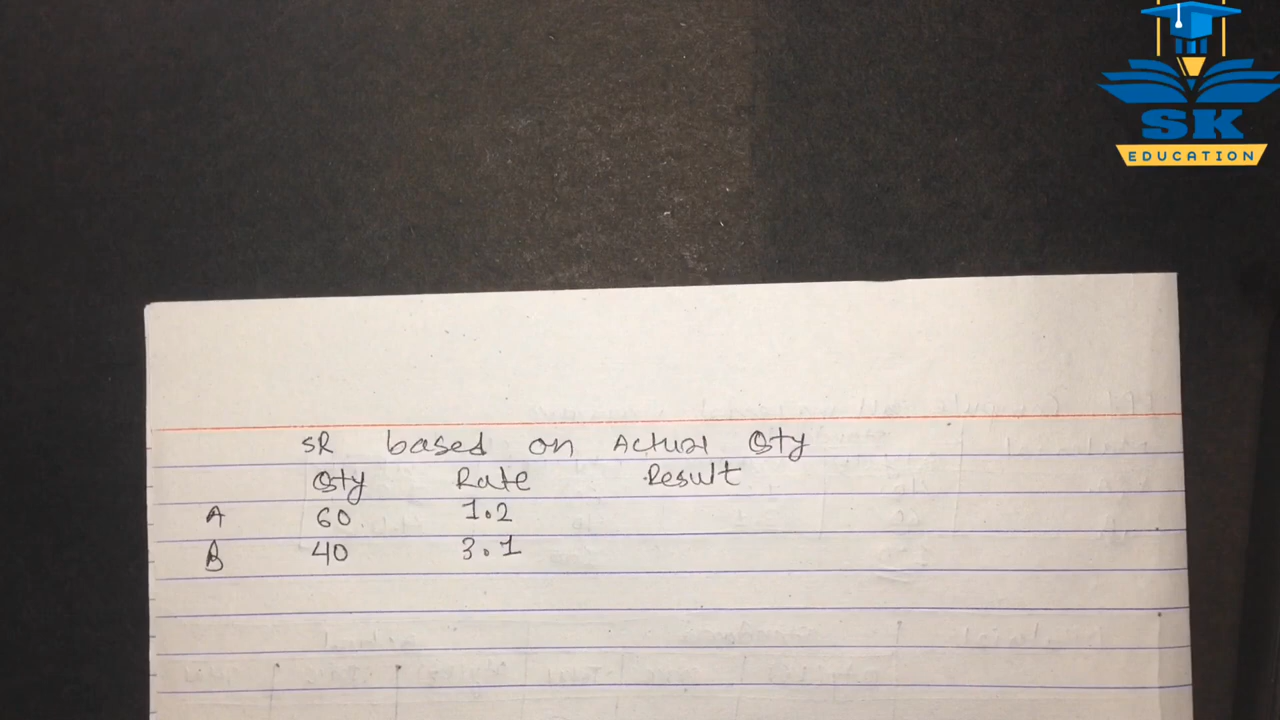 SK
EDUCATION
SR based on Actual Qty
Qty Rate Result
A 60 1.2
B 40 3.1